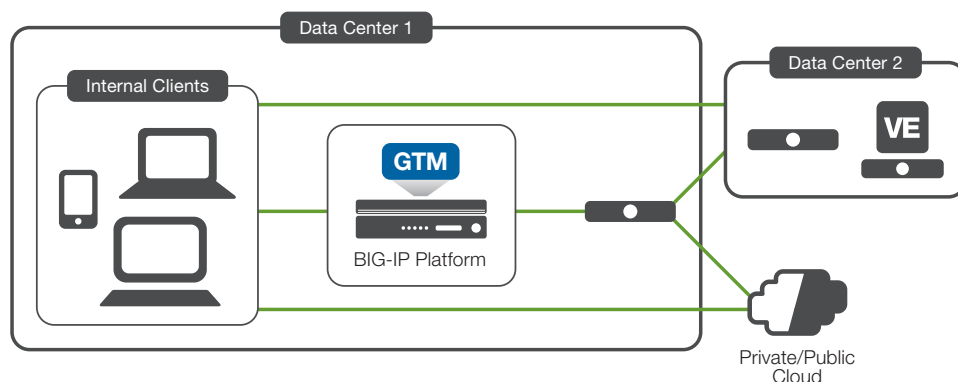 Data Center 1
Data Center 2
Internal Clients
GTM
VE
BIG-IP Platform
Private/Public
Cloud